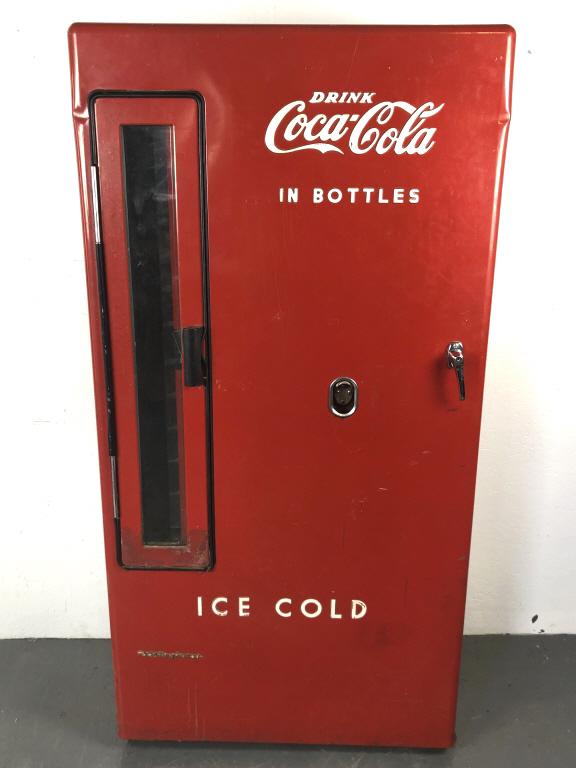 DRINK
Coca-Cola
IN BOTTLES
ICE COLD